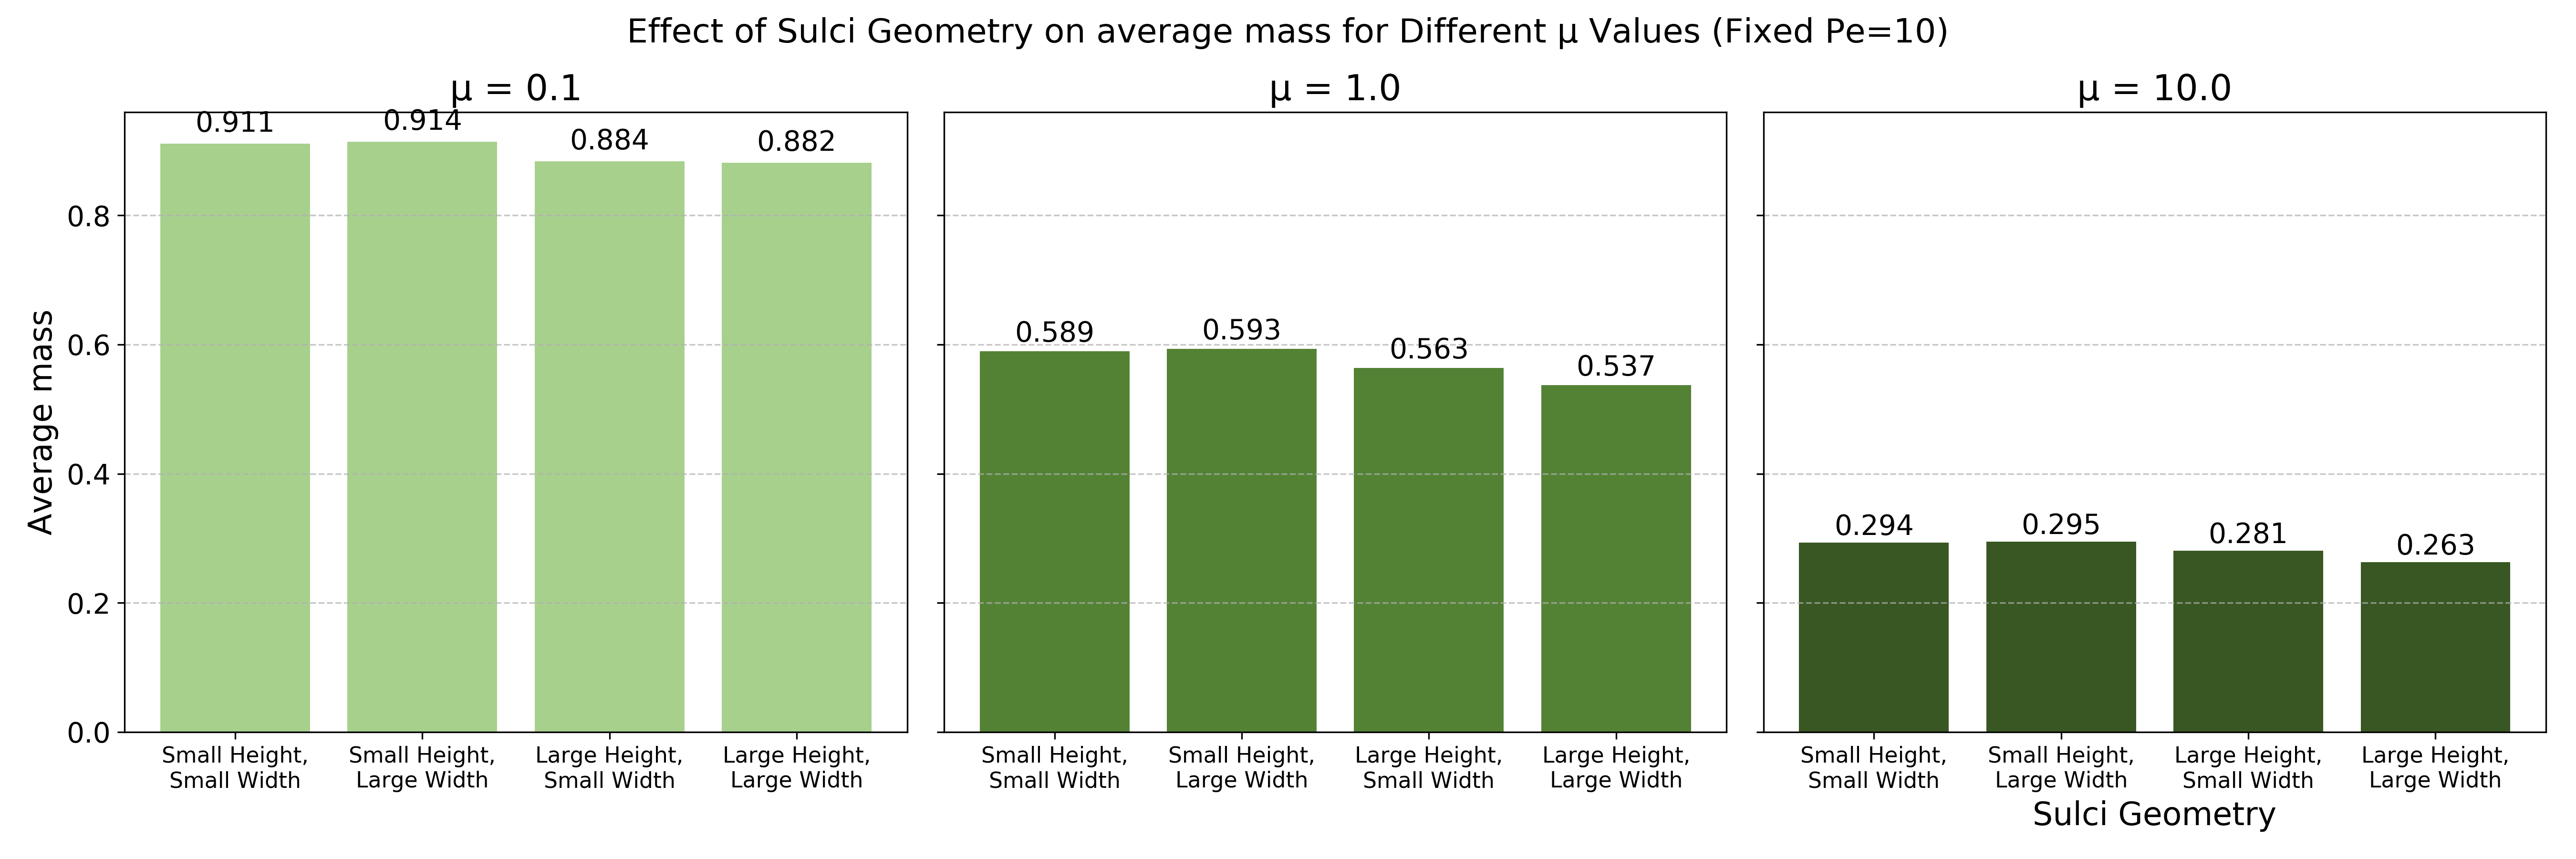 Effect of Sulci Geometry on average mass for Different μ Values (Fixed Pe=10)
μ = 0.1
0.911
0.914
0.884
0.882
Average mass
0.8
0.6
0.4
0.2
0.0
Small Height,
Small Width
Small Height,
Large Width
Large Height,
Small Width
Large Height,
Large Width
μ = 1.0
0.589
0.593
0.563
0.537
Small Height,
Small Width
Small Height,
Large Width
Large Height,
Small Width
Large Height,
Large Width
μ = 10.0
0.294
0.295
0.281
0.263
Small Height,
Small Width
Small Height,
Large Width
Large Height,
Small Width
Large Height,
Large Width
Sulci Geometry